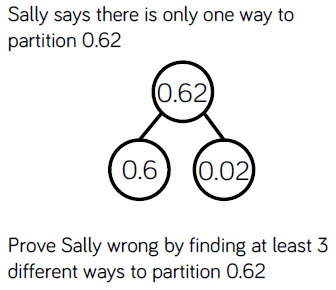 Sally says there is only one way to
partition 0.62
0.62
0.6 0.02
Prove Sally wrong by finding at least 3
different ways to partition 0.62